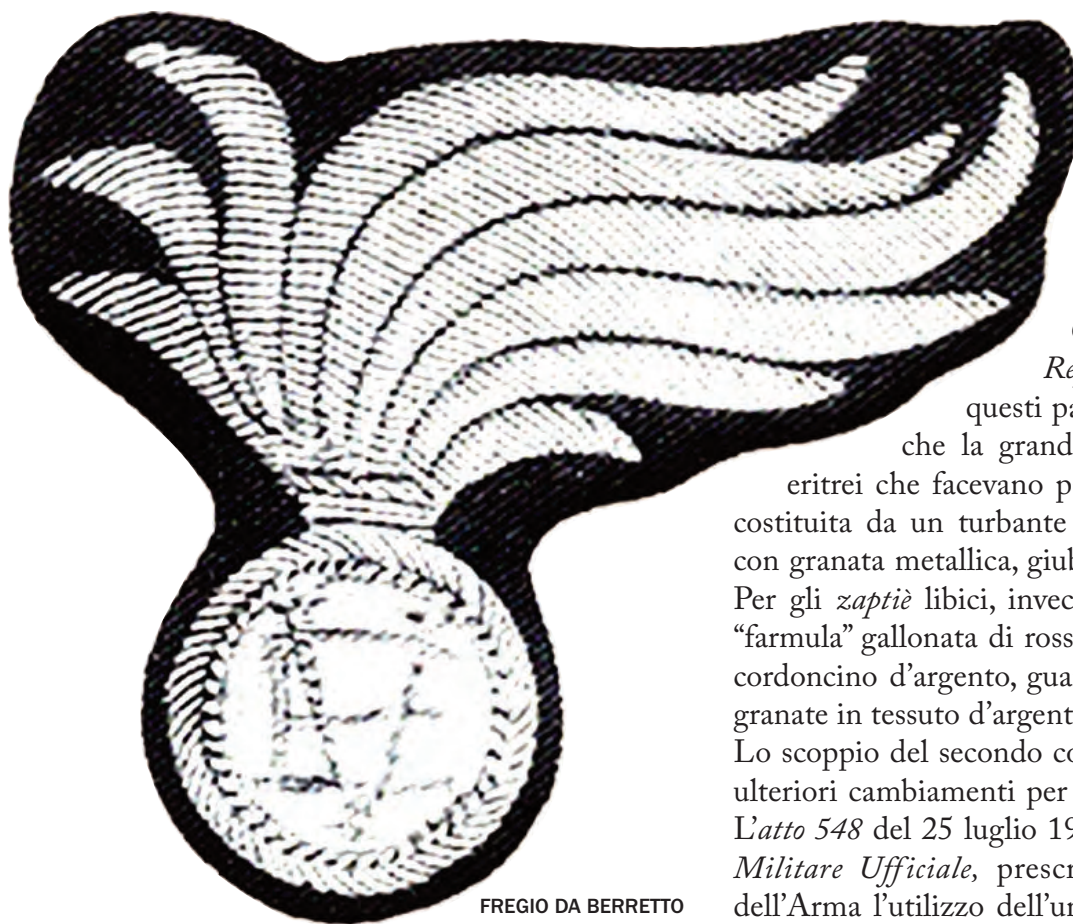 Re
questi pa
che la grand
eritrei che facevano p
costituita da un turbante
con granata metallica, giub
Per gli zaptiè libici, invec
“farmula” gallonata di ross
cordoncino d’argento, gua
granate in tessuto d’argent
Lo scoppio del secondo co
ulteriori cambiamenti per
L’atto 548 del 25 luglio 19
Militare Ufficiale, prescr
dell’Arma l’utilizzo dell’un
FREGIO DA BERRETTO